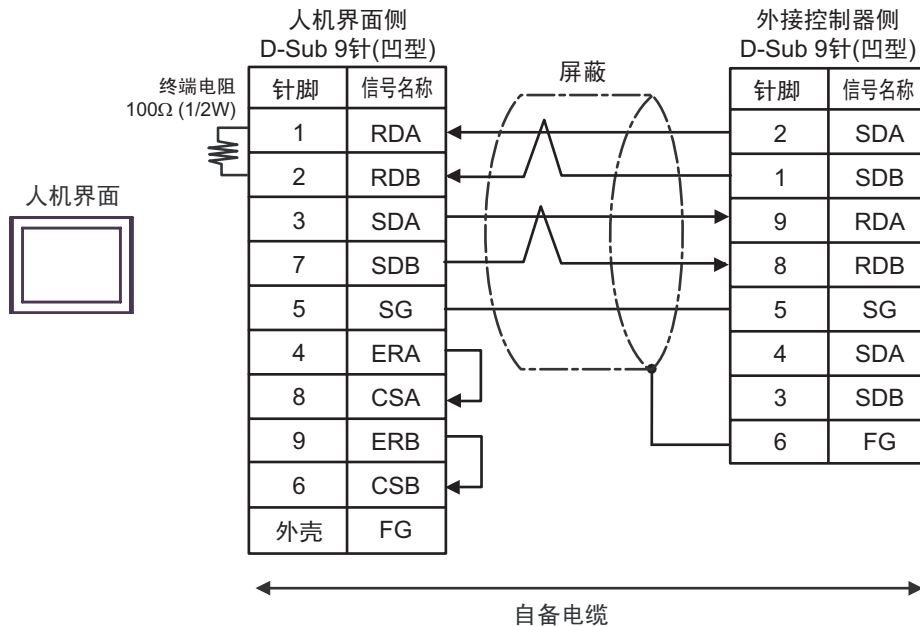 人机界面侧
D-Sub 9针(凹型)
外接控制器侧
D-Sub 9针(凹型)
屏蔽
终端电阻
100Ω (1/2W)
人机界面
针脚 信号名称
1 RDA
2 RDB
3 SDA
7 SDB
5 SG
4 ERA
8 CSA
9 ERB
6 CSB
外壳 FG
针脚 信号名称
2 SDA
1 SDB
9 RDA
8 RDB
5 SG
4 SDA
3 SDB
6 FG
自备电缆